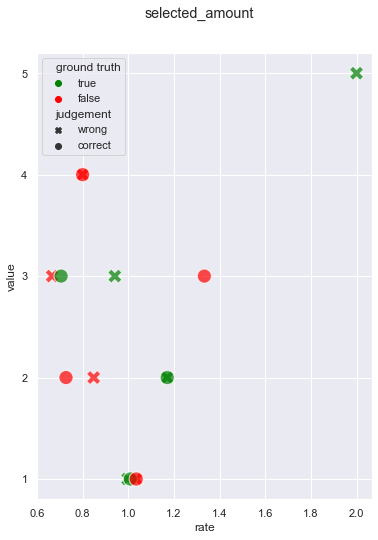 selected_amount
ground truth
true
false
judgement
wrong
correct
5
4
3
2
1
value
0.6 0.8 1.0 1.2 1.4 1.6 1.8 2.0
rate